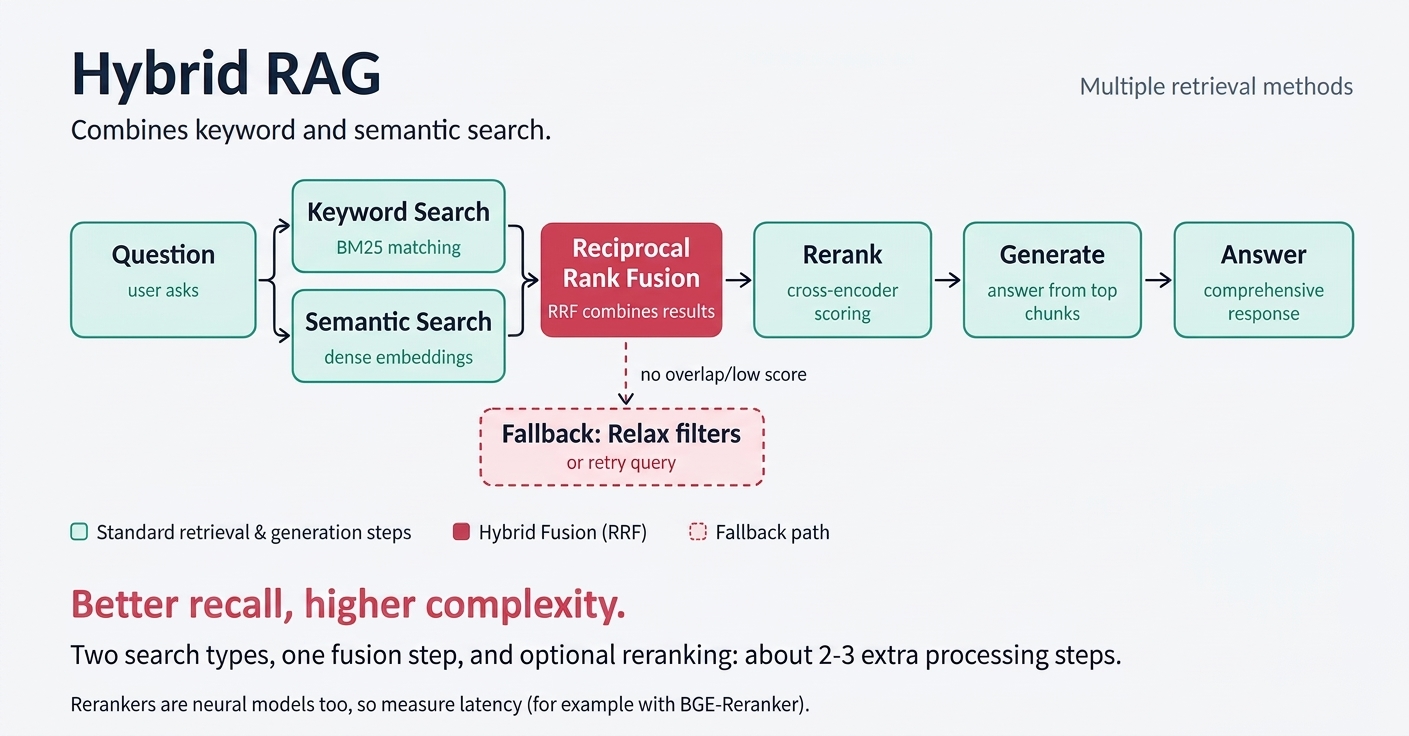 Hybrid RAG
Multiple retrieval methods
Combines keyword and semantic search.
Question
user asks
Keyword Search
BM25 matching
Semantic Search
dense embeddings
Reciprocal
Rank Fusion
RRF combines results
Rerank
cross-encoder
scoring
Generate
answer from top
chunks
Answer
comprehensive
response
no overlap/low score
Fallback: Relax filters
or retry query
Standard retrieval & generation steps
Hybrid Fusion (RRF)
Fallback path
Better recall, higher complexity.
Two search types, one fusion step, and optional reranking: about 2-3 extra processing steps.
Rerankers are neural models too, so measure latency (for example with BGE-Reranker).